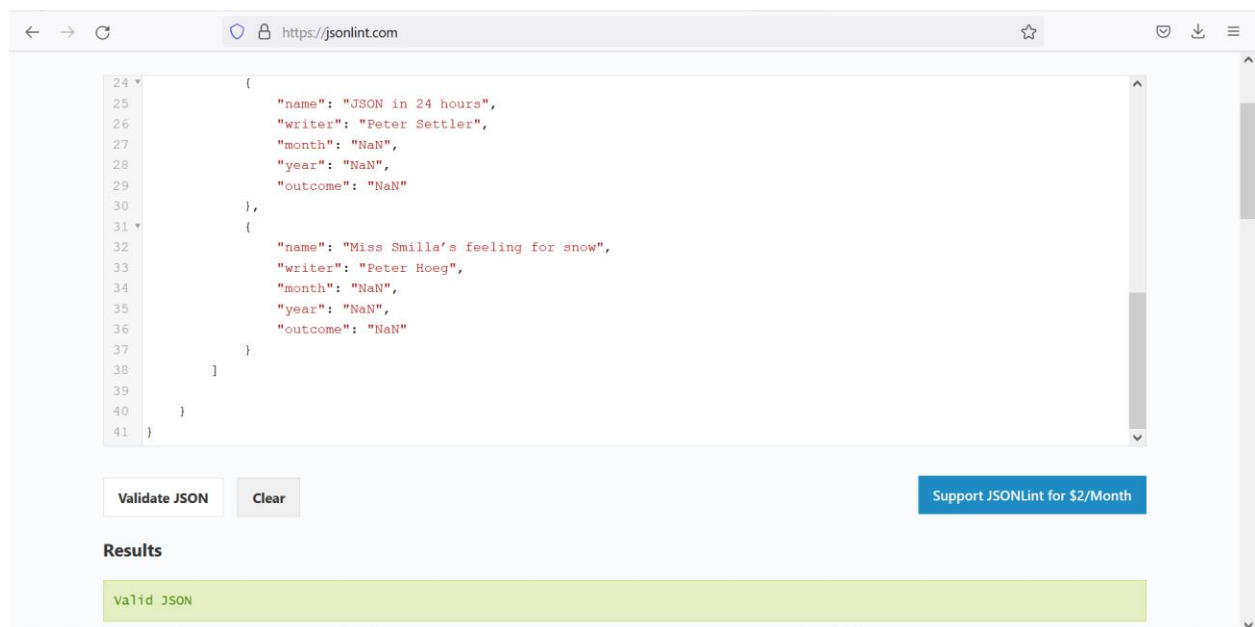 https://jsonlint.com
24 {
25 "name": "JSON in 24 hours",
26 "writer": "Peter Settler",
27 "month": "NaN",
28 "year": "NaN",
29 "outcome": "NaN"
30 },
31 {
32 "name": "Miss Smilla’s feeling for snow",
33 "writer": "Peter Hoeg",
34 "month": "NaN",
35 "year": "NaN",
36 "outcome": "NaN"
37 }
38 ]
39
40 }
41 }
Validate JSON Clear Support JSONLint for $2/Month
Results
Valid JSON